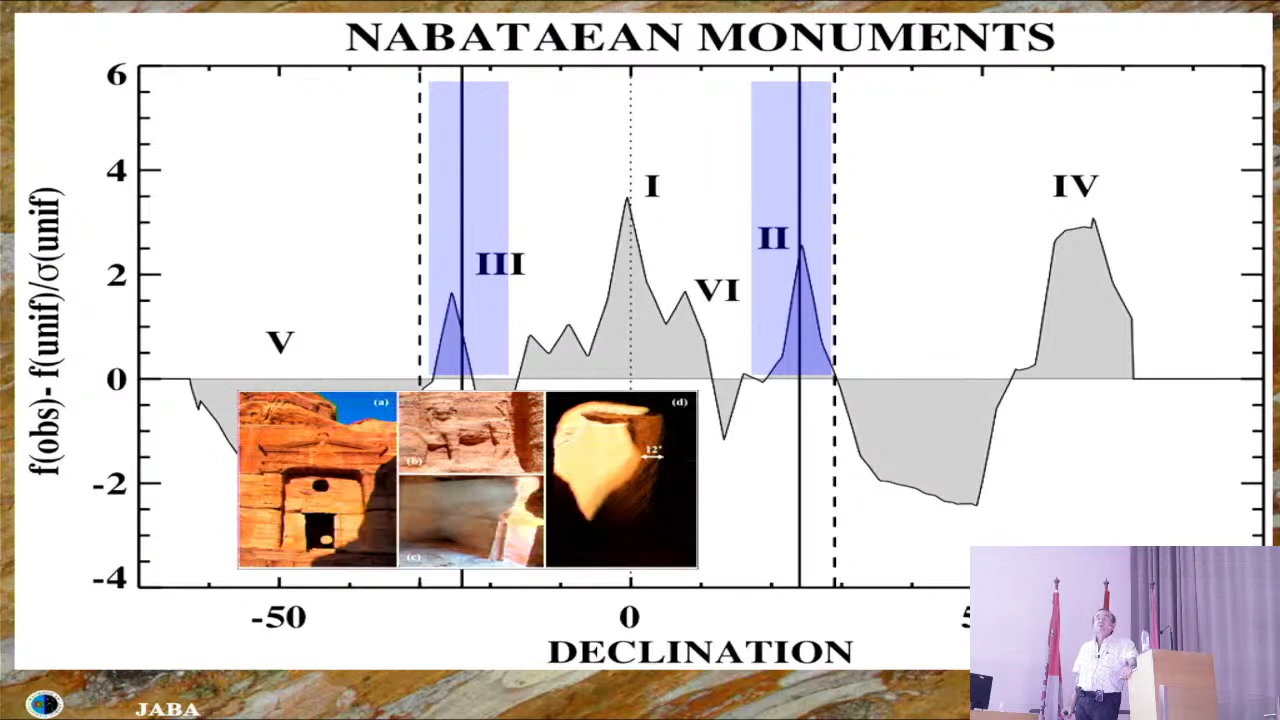 NABATAEAN MONUMENTS
6
4
2
0
-2
-4
f(obs)- f(unif)/σ(unif)
V
III
I
VI
II
IV
(a)
(b)
(c)
(d)
12°
-50
0
5
DECLINATION
JABA